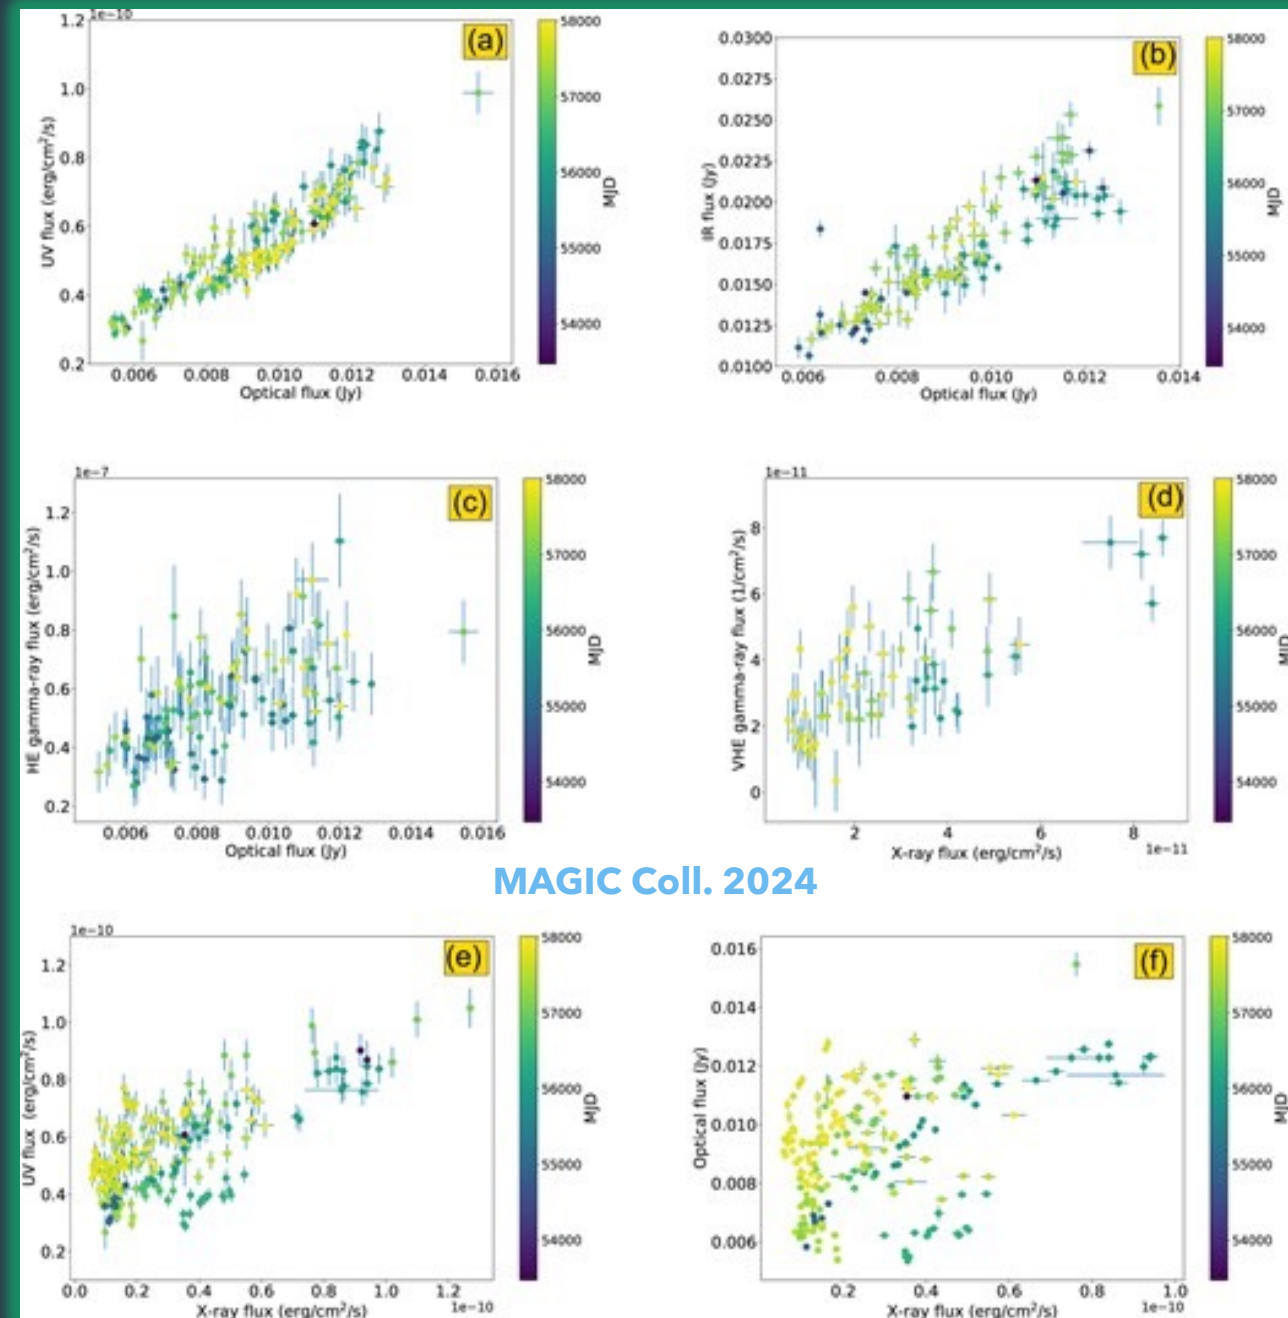 1e−10
(a)
1.2
1.0
0.8
0.6
0.4
0.2
UV flux (erg/cm²/s)
0.006 0.008 0.010 0.012 0.014 0.016
Optical flux (Jy)
58000
57000
56000
55000
54000
MJD
(b)
0.0300
0.0275
0.0250
0.0225
0.0200
0.0175
0.0150
0.0125
0.0100
IR flux (Jy)
0.006 0.008 0.010 0.012 0.014
Optical flux (Jy)
58000
57000
56000
55000
54000
MJD
1e−7
(c)
1.2
1.0
0.8
0.6
0.4
0.2
HE gamma-ray flux (erg/cm²/s)
0.006 0.008 0.010 0.012 0.014 0.016
Optical flux (Jy)
58000
57000
56000
55000
54000
MJD
1e−11
(d)
8
6
4
2
0
VHE gamma-ray flux (1/cm²/s)
2 4 6 8
X-ray flux (erg/cm²/s)
1e−11
58000
57000
56000
55000
54000
MJD
MAGIC Coll. 2024
1e−10
(e)
1.2
1.0
0.8
0.6
0.4
0.2
UV flux (erg/cm²/s)
0.0 0.2 0.4 0.6 0.8 1.0 1.2
X-ray flux (erg/cm²/s)
1e−10
58000
57000
56000
55000
54000
MJD
(f)
0.016
0.014
0.012
0.010
0.008
0.006
Optical flux (Jy)
0.2 0.4 0.6 0.8 1.0
X-ray flux (erg/cm²/s)
1e−10
58000
57000
56000
55000
54000
MJD